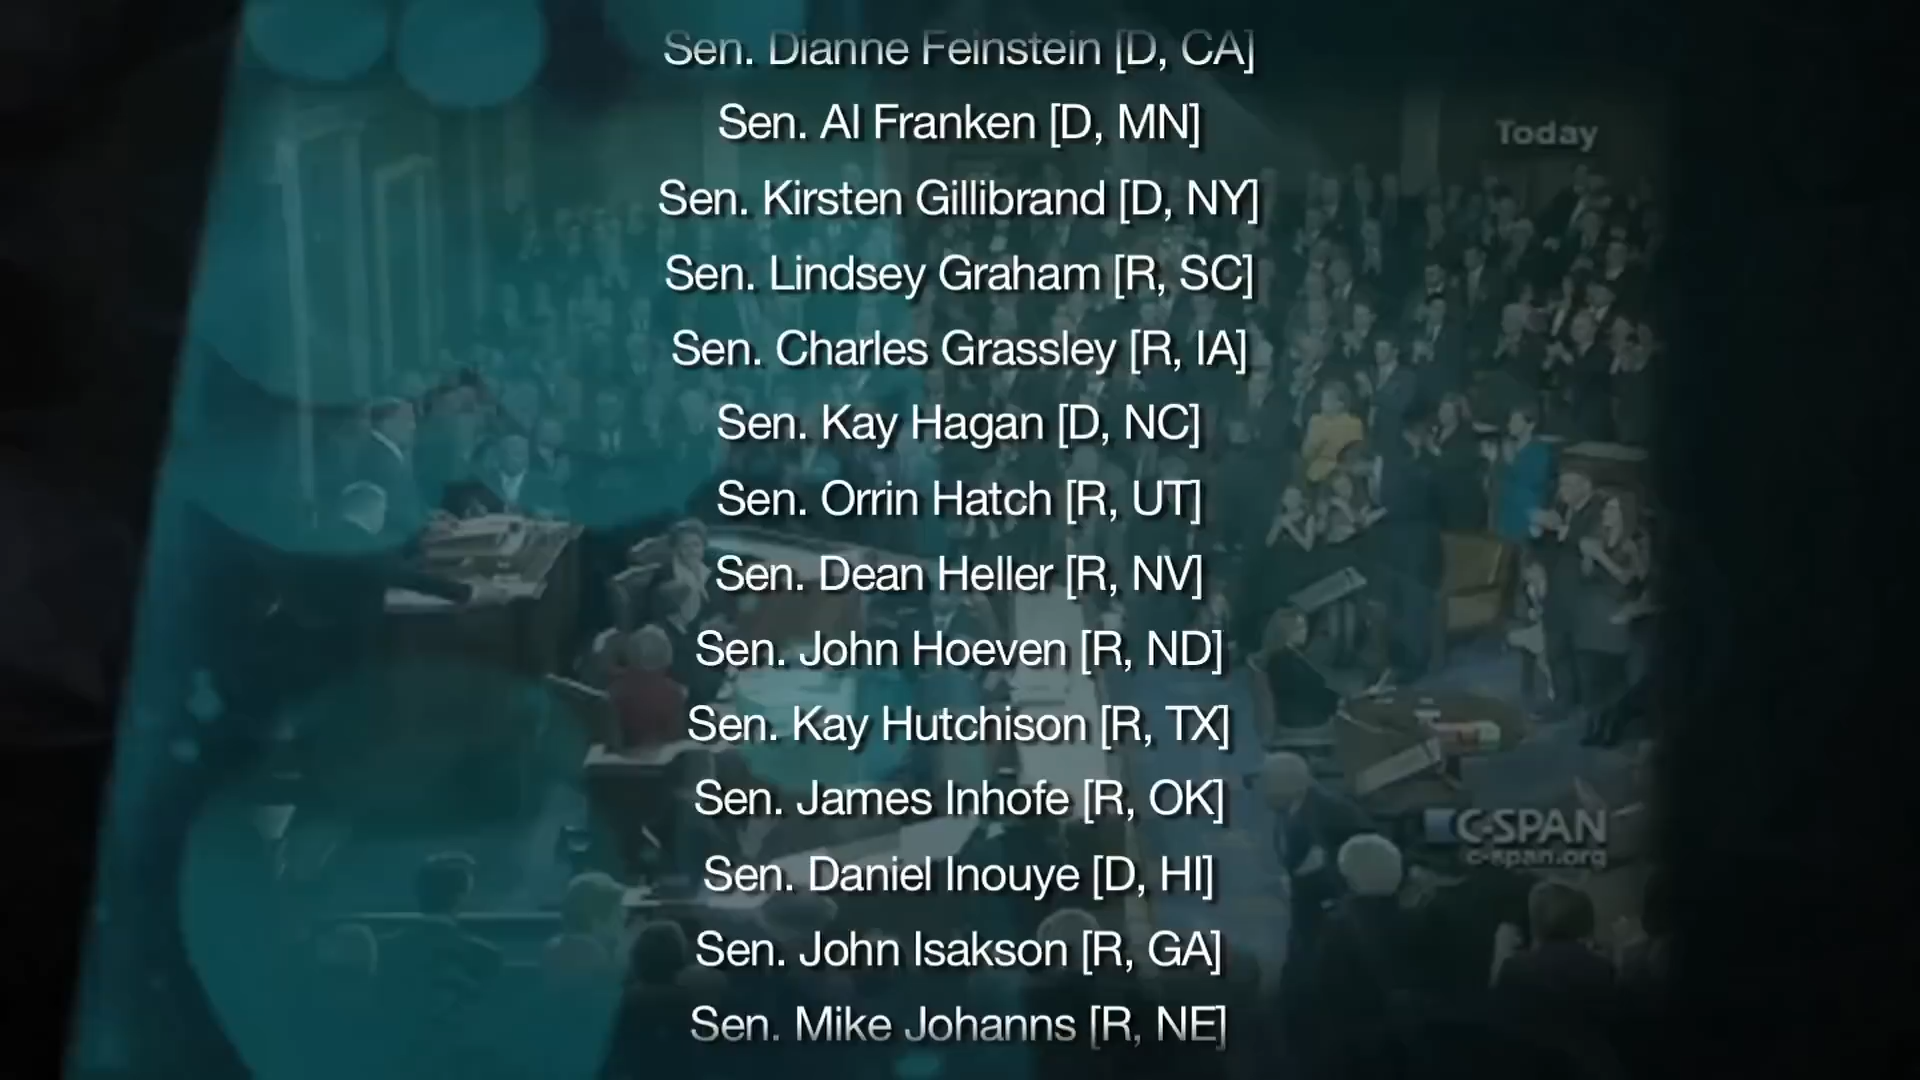 Sen. Dianne Feinstein [D, CA]
Sen. Al Franken [D, MN]
Today
Sen. Kirsten Gillibrand [D, NY]
Sen. Lindsey Graham [R, SC]
Sen. Charles Grassley [R, IA]
Sen. Kay Hagan [D, NC]
Sen. Orrin Hatch [R, UT]
Sen. Dean Heller [R, NV]
Sen. John Hoeven [R, ND]
Sen. Kay Hutchison [R, TX]
Sen. James Inhofe [R, OK]
C-SPAN
c-span.org
Sen. Daniel Inouye [D, HI]
Sen. John Isakson [R, GA]
Sen. Mike Johanns [R, NE]